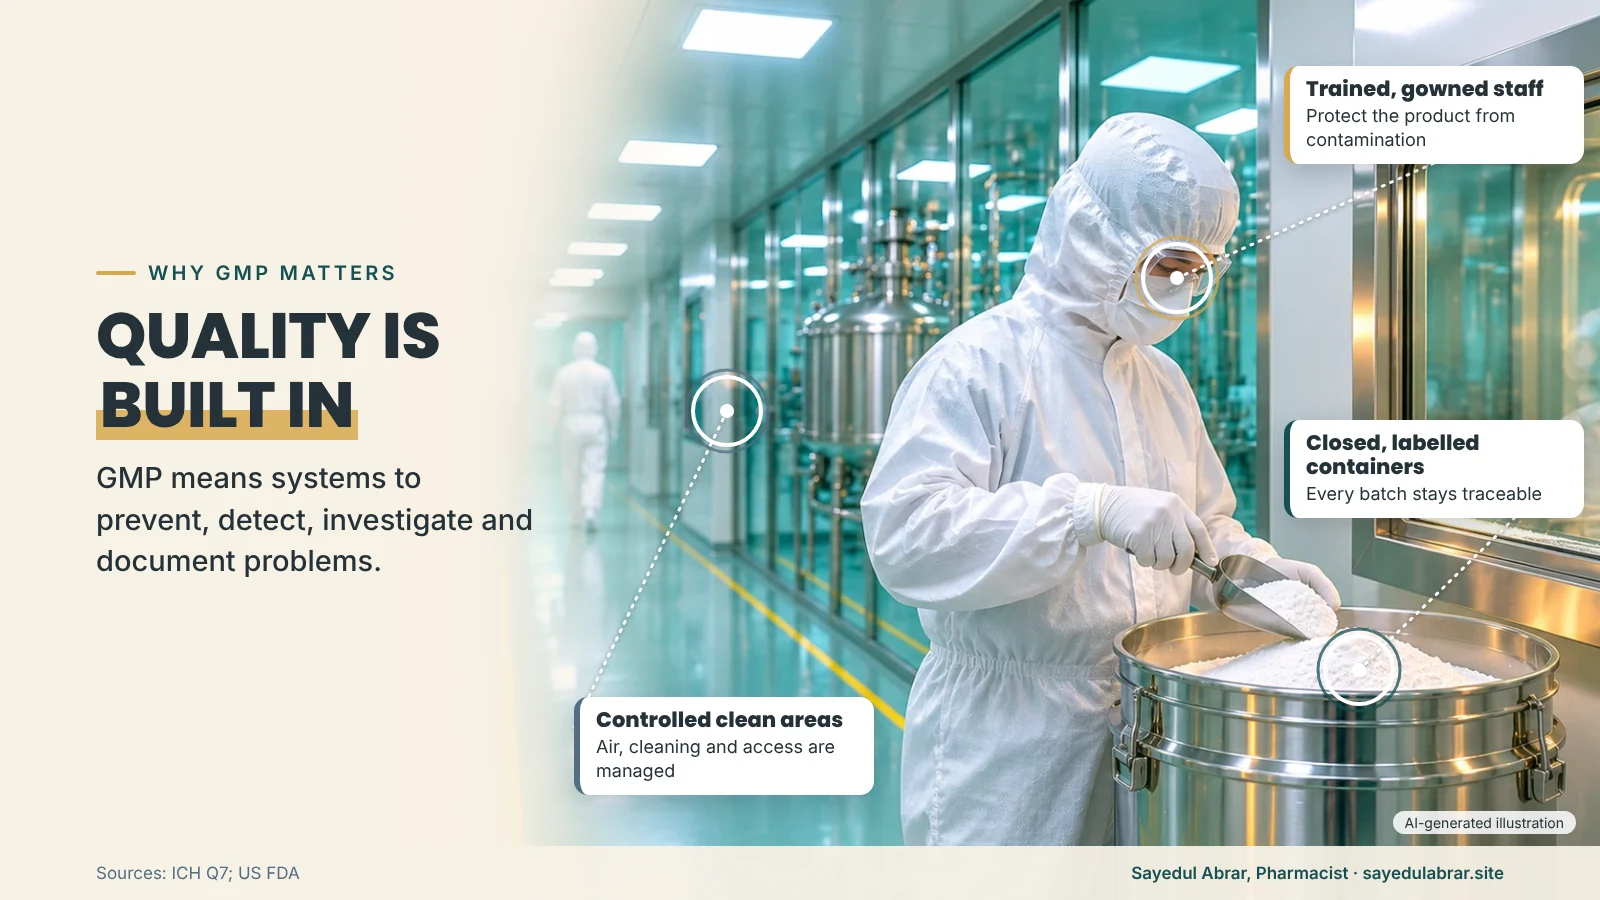 WHY GMP MATTERS
QUALITY IS
BUILT IN
GMP means systems to
prevent, detect, investigate and
document problems.
Trained, gowned staff
Protect the product from
contamination
Closed, labelled
containers
Every batch stays traceable
Controlled clean areas
Air, cleaning and access are
managed
AI-generated illustration
Sources: ICH Q7; US FDA
Sayedul Abrar, Pharmacist · sayedulabrar.site